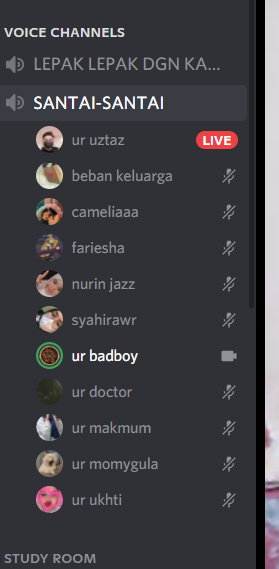 VOICE CHANNELS
LEPAK LEPAK DGN KA...
SANTAI-SANTAI
ur uztaz LIVE
beban keluarga
cameliaaa
fariesha
nurin jazz
syahirawr
ur badboy
ur doctor
ur makmum
ur momygula
ur ukhti
STUDY ROOM